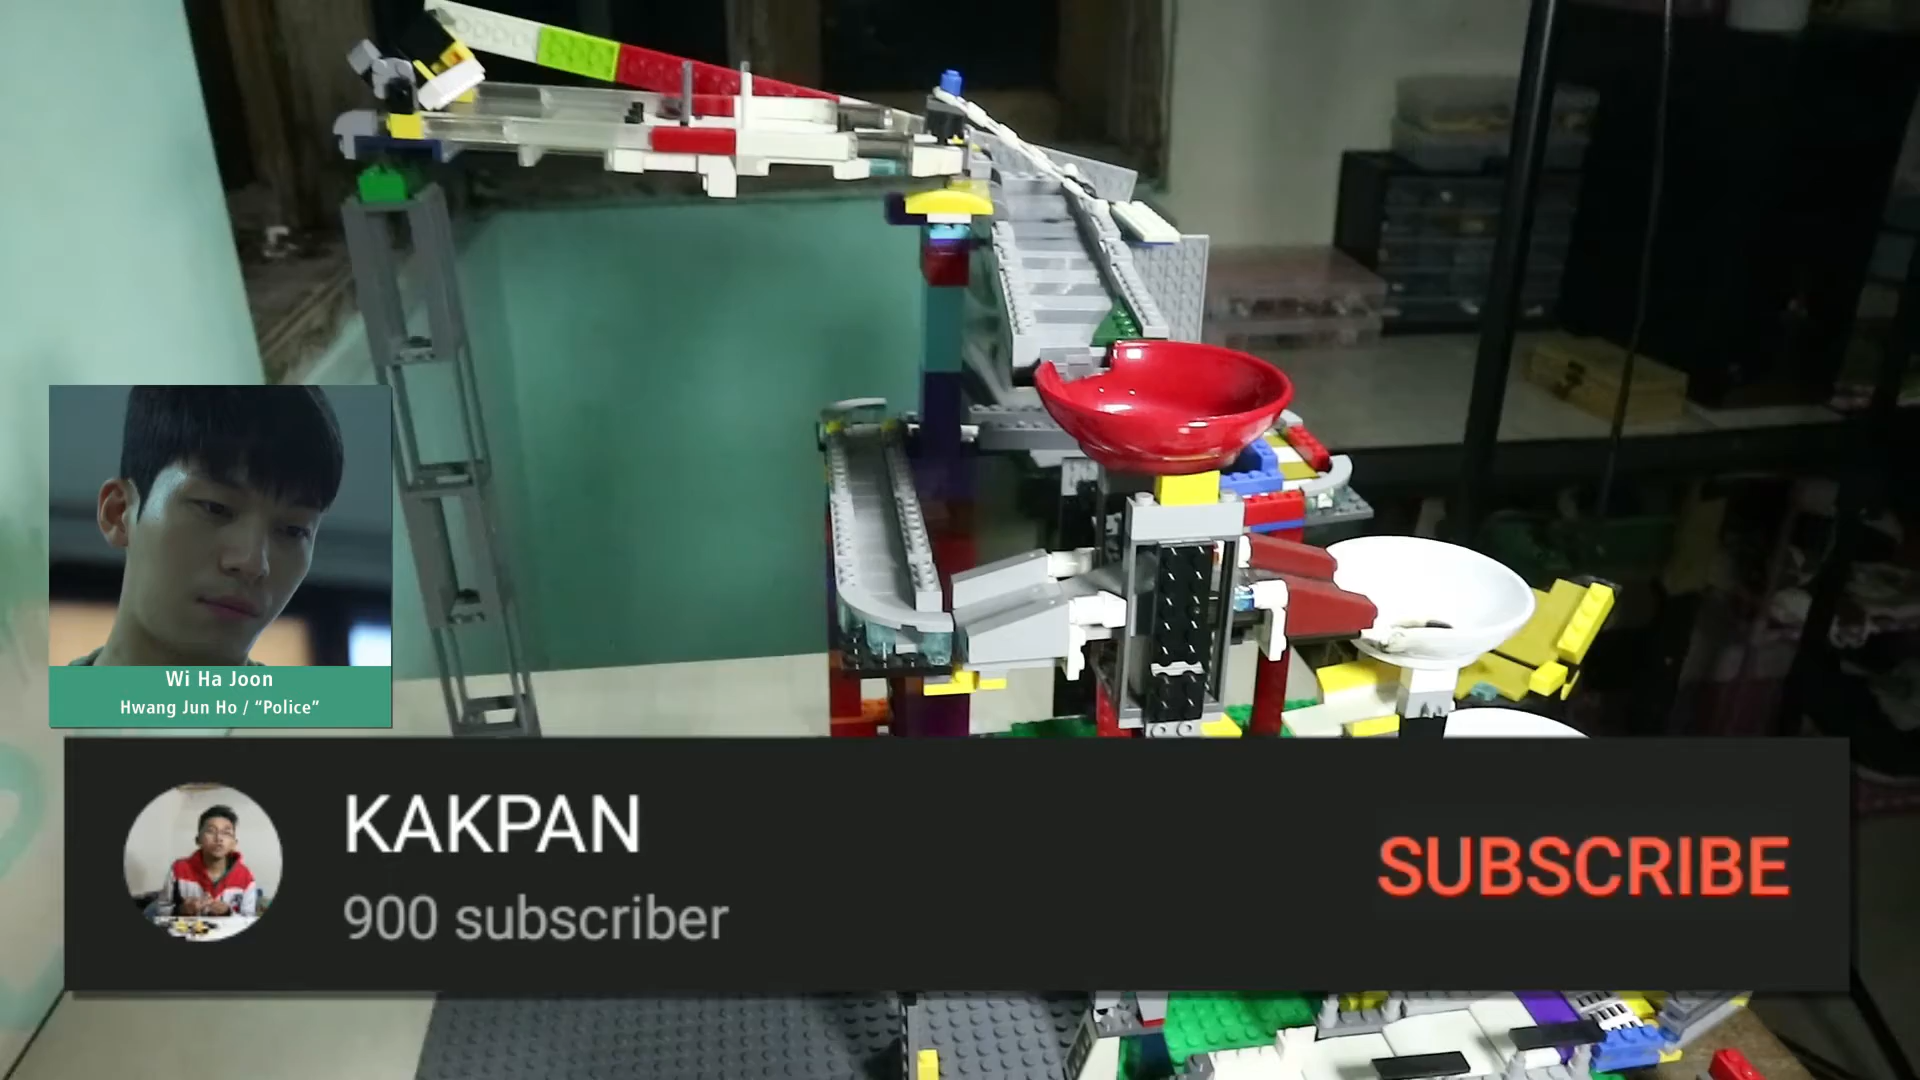 Wi Ha Joon
Hwang Jun Ho / “Police”
KAKPAN
900 subscriber
SUBSCRIBE